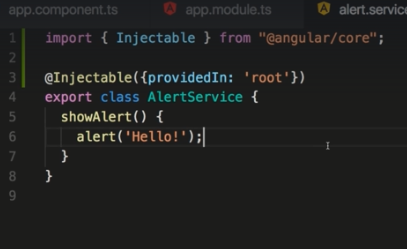 app.component.ts app.module.ts alert.service
1 import { Injectable } from "@angular/core";
2
3 @Injectable({providedIn: 'root'})
4 export class AlertService {
5 showAlert() {
6 alert('Hello!');
7 }
8 }
9